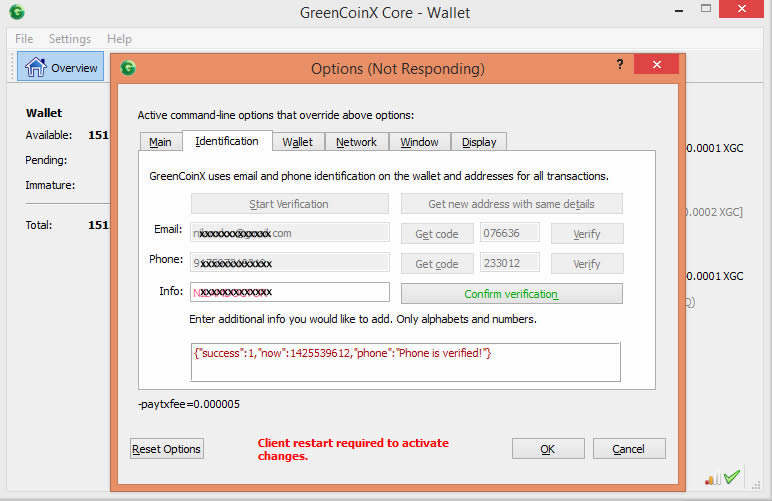 GreenCoinX Core - Wallet
File Settings Help
Overview
Options (Not Responding)
?
Wallet
Available: 151
Pending:
Immature:
Total: 151
Active command-line options that override above options:
Main Identification Wallet Network Window Display
GreenCoinX uses email and phone identification on the wallet and addresses for all transactions.
Start Verification Get new address with same details
Email: .com Get code 076636 Verify
Phone: Get code 233012 Verify
Info: Confirm verification
Enter additional info you would like to add. Only alphabets and numbers.
{"success":1,"now":1425539612,"phone":"Phone is verified!"}
-paytxfee=0.000005
Reset Options
Client restart required to activate
changes.
OK Cancel
0.0001 XGC
0.0002 XGC]
0.0001 XGC
Q)